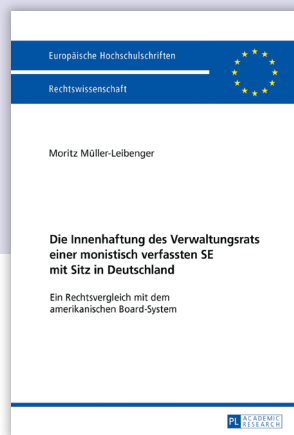 Europäische Hochschulschriften
Rechtswissenschaft
Moritz Müller-Leibenger
Die Innenhaftung des Verwaltungsrats
einer monistisch verfassten SE
mit Sitz in Deutschland
Ein Rechtsvergleich mit dem
amerikanischen Board-System
PL ACADEMIC
RESEARCH